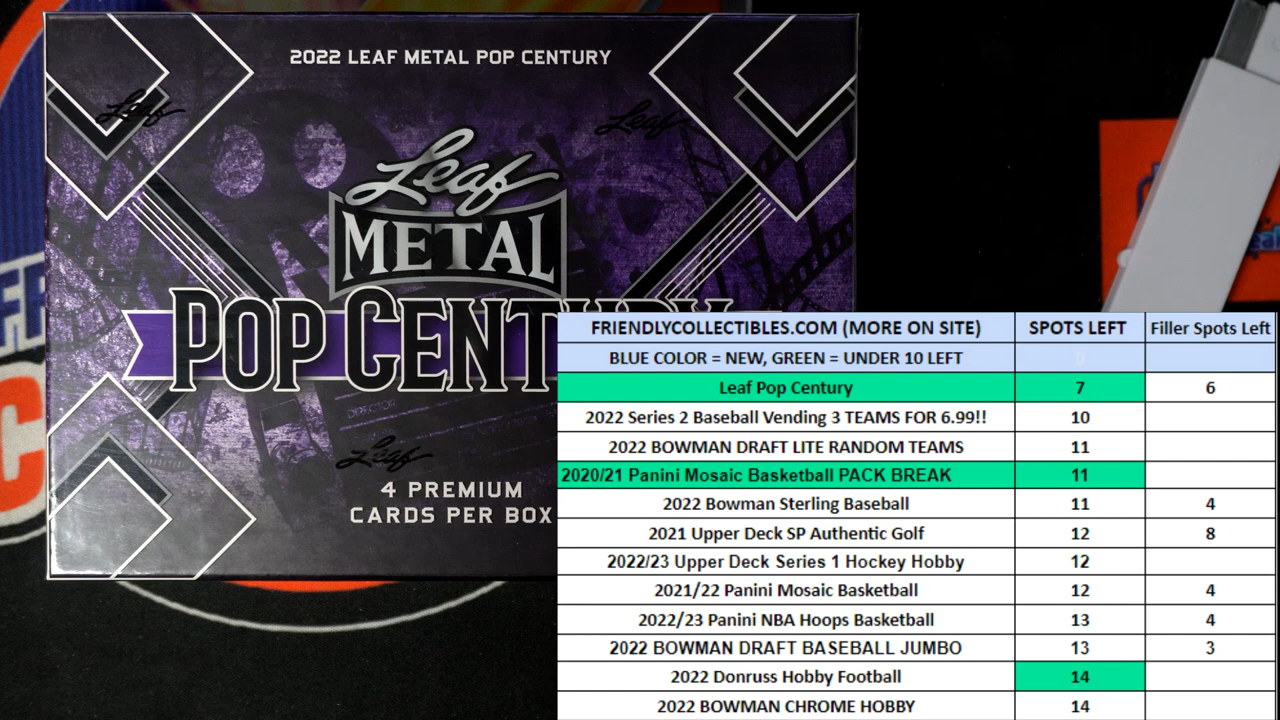 2022 LEAF METAL POP CENTURY
Leaf
Leaf
Leaf
METAL
POP CENTURY
DIRECTOR
Leaf
4 PREMIUM
CARDS PER BOX
FRIENDLYCOLLECTIBLES.COM (MORE ON SITE) SPOTS LEFT Filler Spots Left
BLUE COLOR = NEW, GREEN = UNDER 10 LEFT 0
Leaf Pop Century 7 6
2022 Series 2 Baseball Vending 3 TEAMS FOR 6.99!! 10
2022 BOWMAN DRAFT LITE RANDOM TEAMS 11
2020/21 Panini Mosaic Basketball PACK BREAK 11
2022 Bowman Sterling Baseball 11 4
2021 Upper Deck SP Authentic Golf 12 8
2022/23 Upper Deck Series 1 Hockey Hobby 12
2021/22 Panini Mosaic Basketball 12 4
2022/23 Panini NBA Hoops Basketball 13 4
2022 BOWMAN DRAFT BASEBALL JUMBO 13 3
2022 Donruss Hobby Football 14
2022 BOWMAN CHROME HOBBY 14